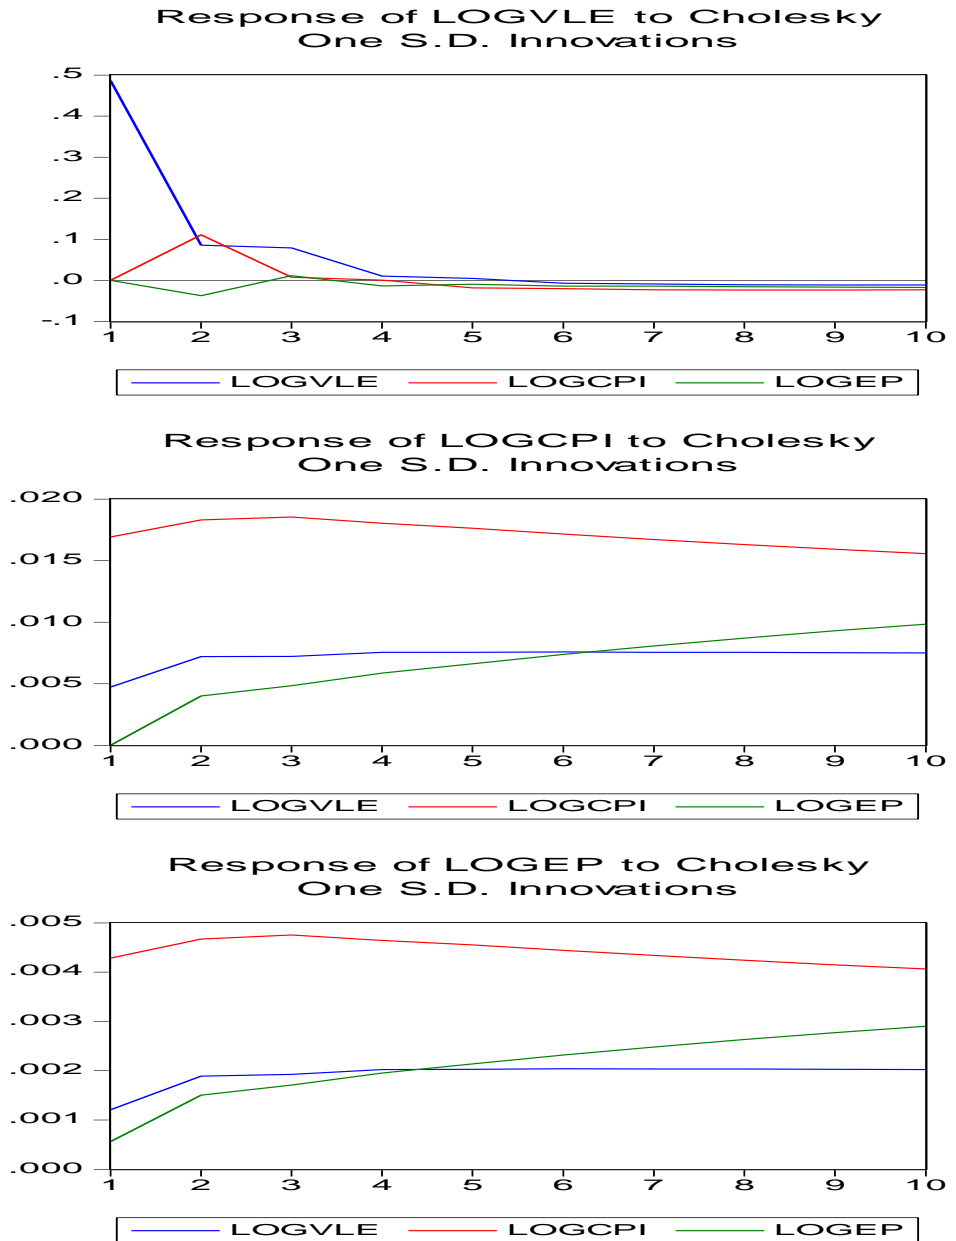 Response of LOGVLE to Cholesky
One S.D. Innovations
.5
.4
.3
.2
.1
.0
-.1
1 2 3 4 5 6 7 8 9 10
LOGVLE LOGCPI LOGEP
Response of LOGCPI to Cholesky
One S.D. Innovations
.020
.015
.010
.005
.000
1 2 3 4 5 6 7 8 9 10
LOGVLE LOGCPI LOGEP
Response of LOGEP to Cholesky
One S.D. Innovations
.005
.004
.003
.002
.001
.000
1 2 3 4 5 6 7 8 9 10
LOGVLE LOGCPI LOGEP